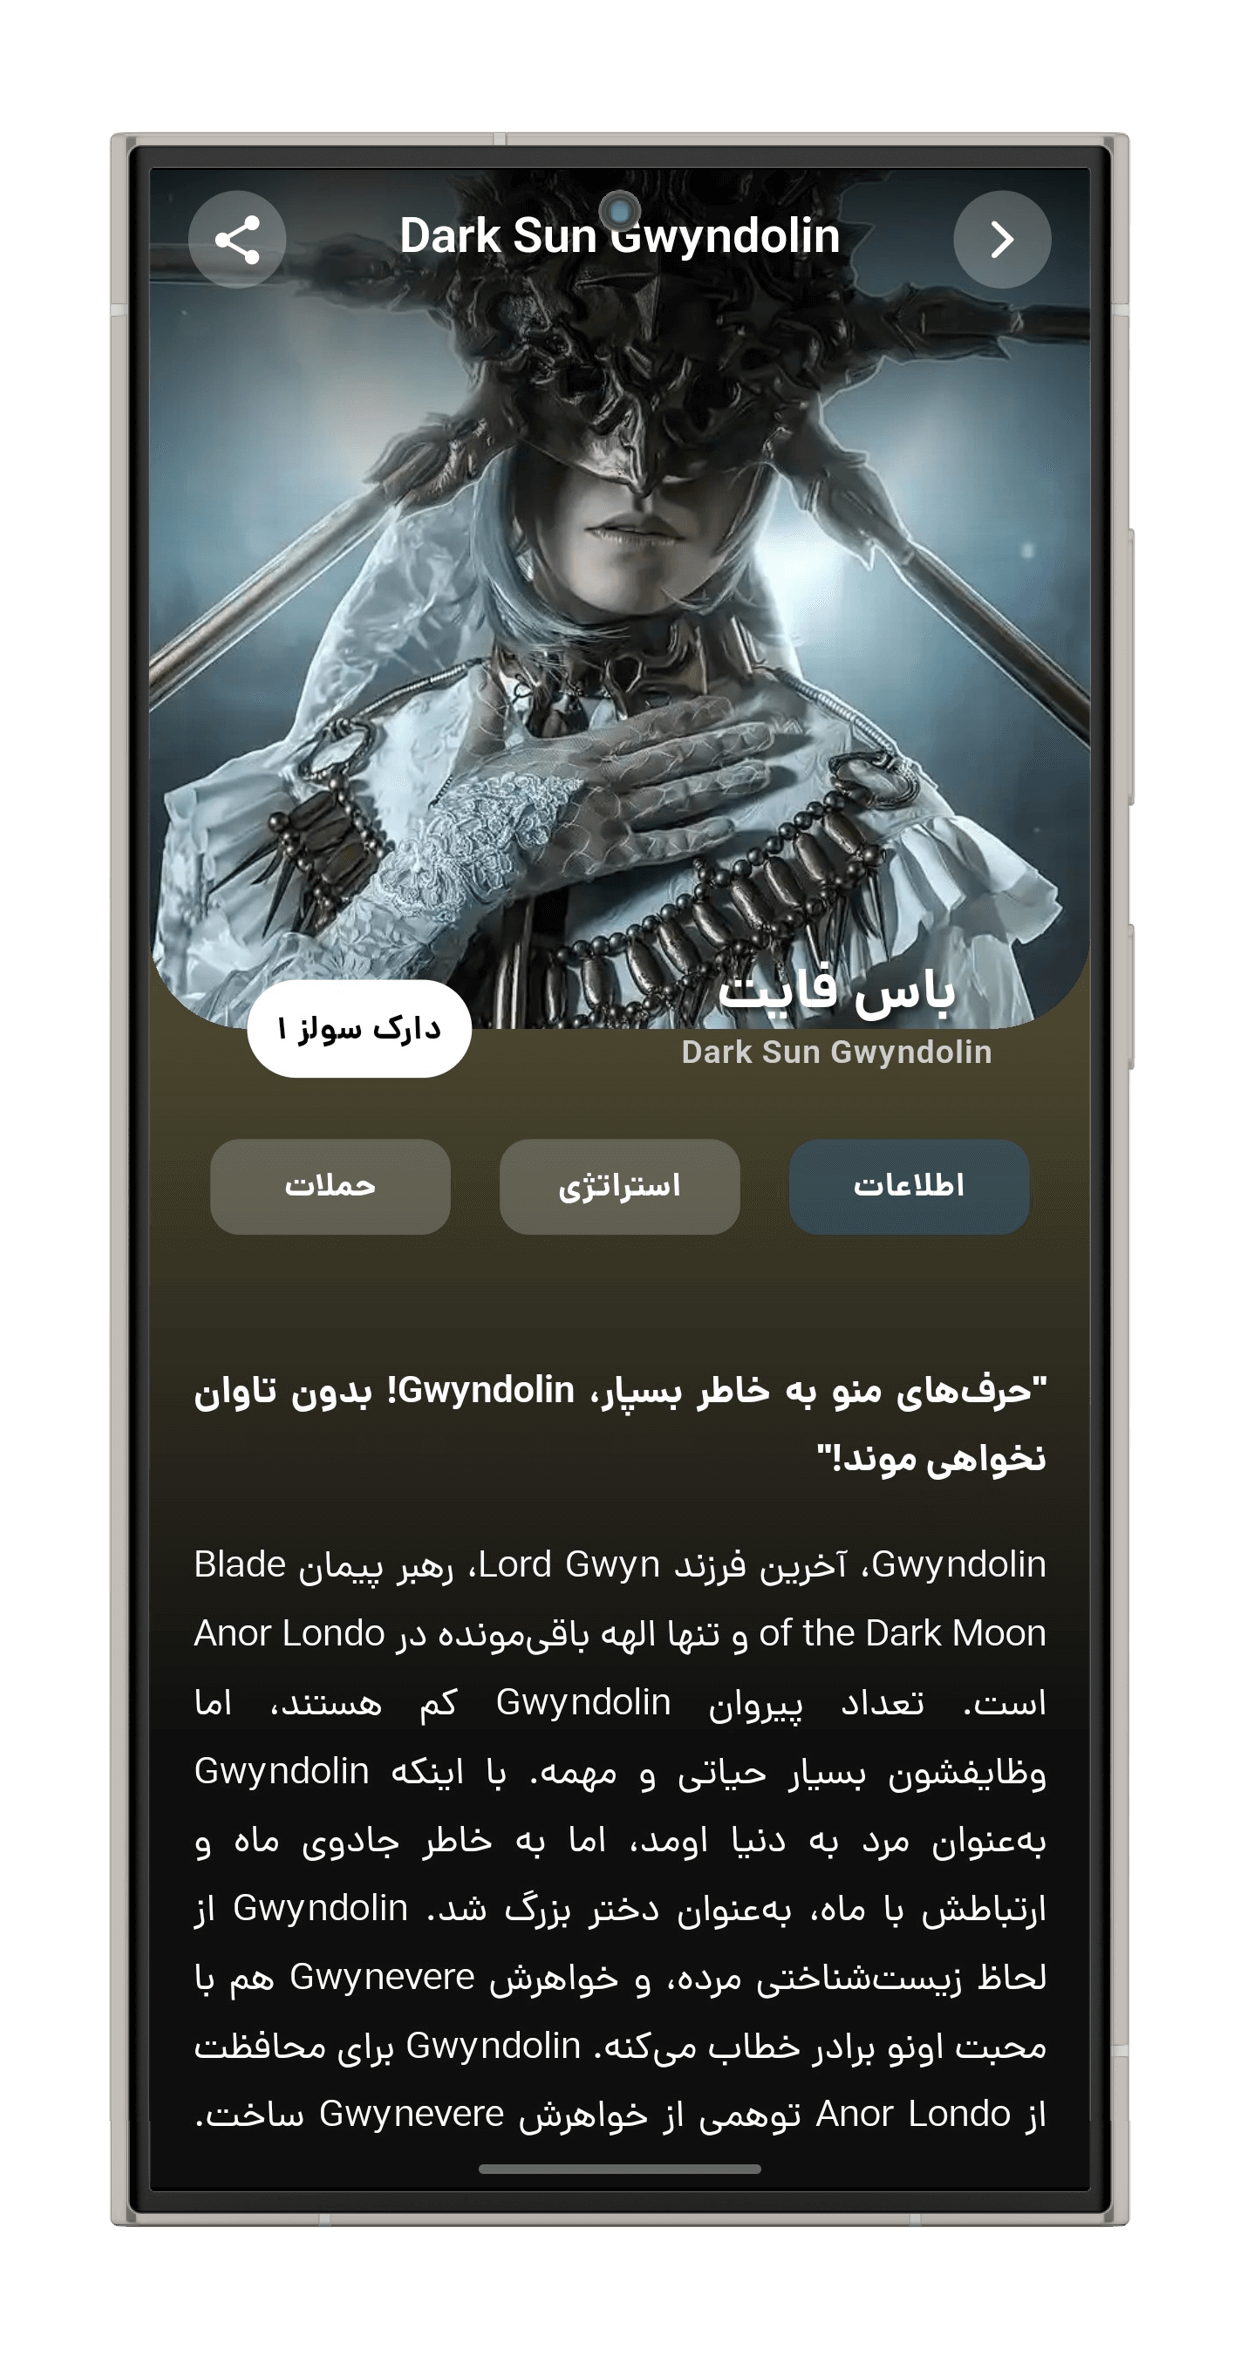 Dark Sun Gwyndolin
باس فایت
دارک سولز ۱
Dark Sun Gwyndolin
اطلاعات
استراتژی
حملات
"حرف‌های منو به خاطر بسپار، Gwyndolin! بدون تاوان
نخواهی موند!"
Gwyndolin، آخرین فرزند Lord Gwyn، رهبر پیمان Blade
of the Dark Moon و تنها الهه باقی‌مونده در Anor Londo
است. تعداد پیروان Gwyndolin کم هستند، اما
وظایفشون بسیار حیاتی و مهمه. با اینکه Gwyndolin
به‌عنوان مرد به دنیا اومد، اما به خاطر جادوی ماه و
ارتباطش با ماه، به‌عنوان دختر بزرگ شد. Gwyndolin از
لحاظ زیست‌شناختی مرده، و خواهرش Gwynevere هم با
محبت اونو برادر خطاب می‌کنه. Gwyndolin برای محافظت
از Anor Londo توهمی از خواهرش Gwynevere ساخت.